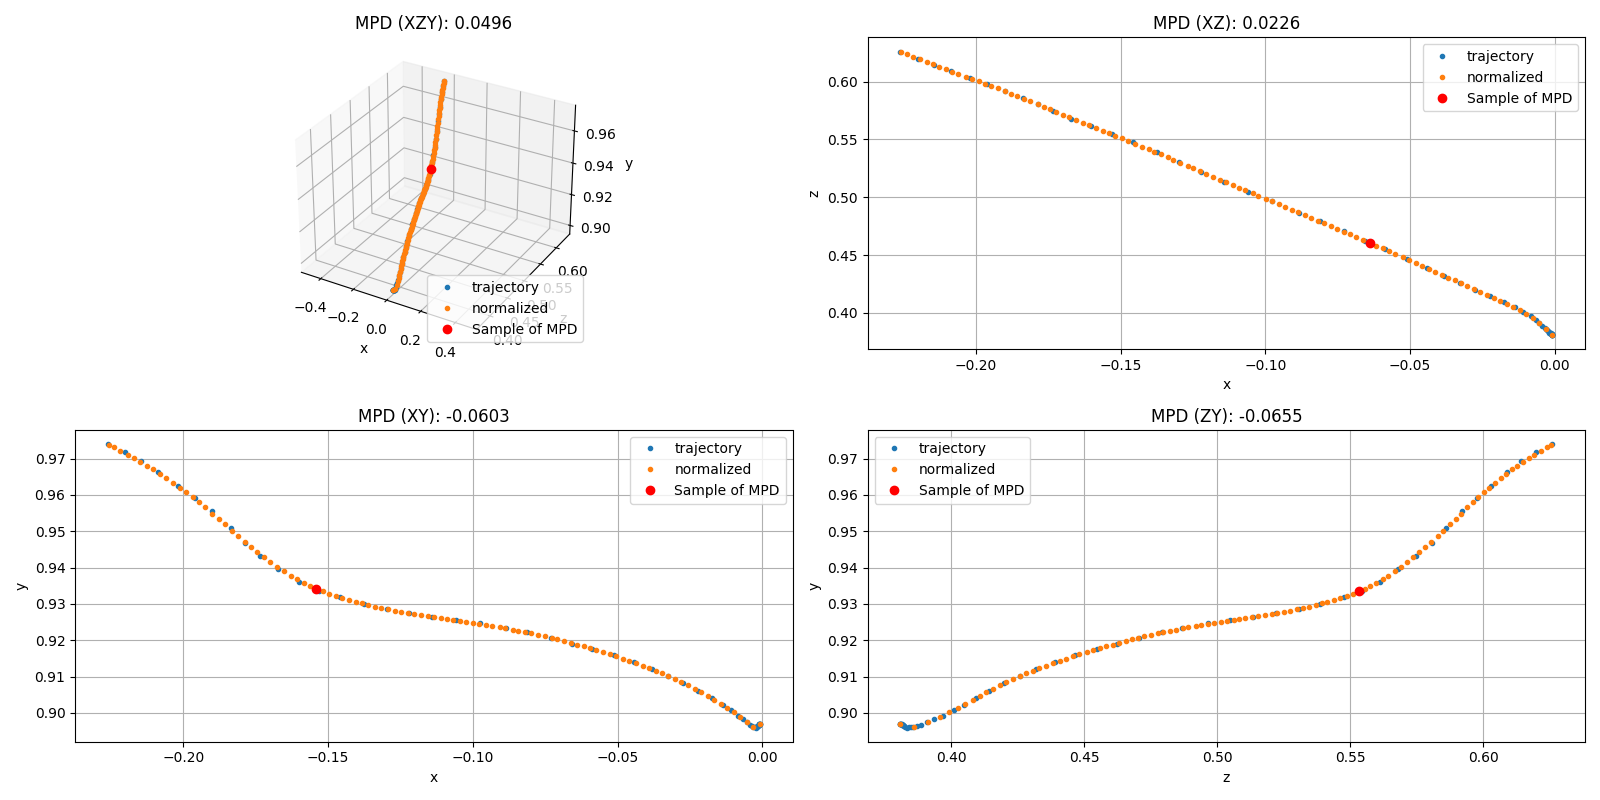 MPD (XZY): 0.0496
0.96
0.94
0.92
0.90
y
0.60
0.55
0.50
0.45
0.40
z
−0.4
−0.2
0.0
0.2
0.4
x
trajectory
normalized
Sample of MPD
MPD (XZ): 0.0226
trajectory
normalized
Sample of MPD
0.60
0.55
0.50
0.45
0.40
z
−0.20
−0.15
−0.10
−0.05
0.00
x
MPD (XY): -0.0603
trajectory
normalized
Sample of MPD
0.97
0.96
0.95
0.94
0.93
0.92
0.91
0.90
y
−0.20
−0.15
−0.10
−0.05
0.00
x
MPD (ZY): -0.0655
trajectory
normalized
Sample of MPD
0.97
0.96
0.95
0.94
0.93
0.92
0.91
0.90
y
0.40
0.45
0.50
0.55
0.60
z